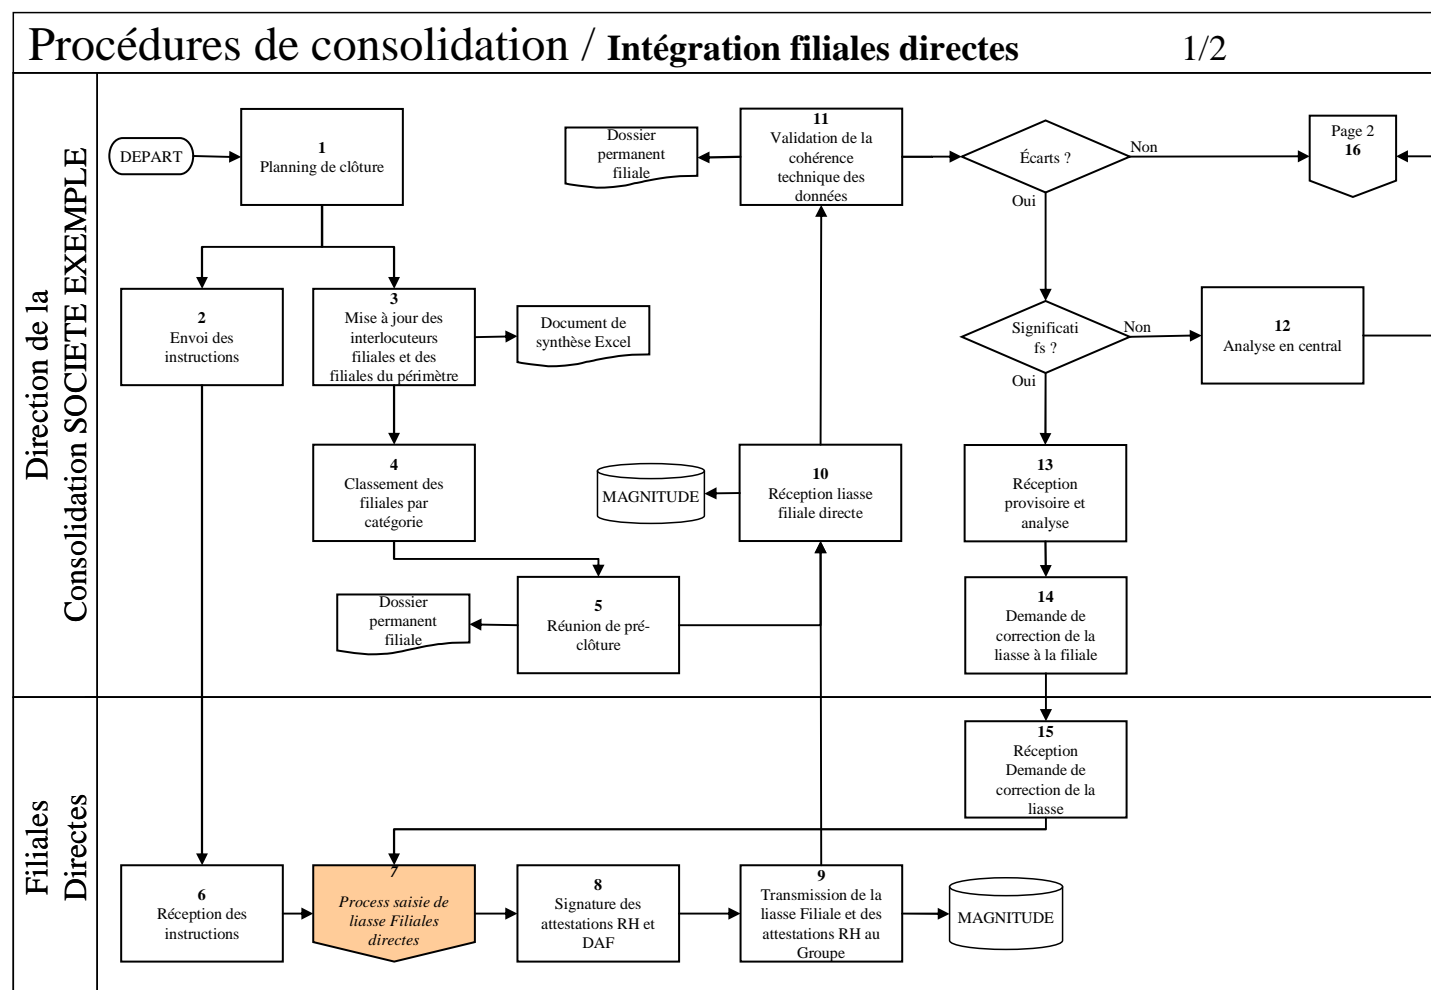 Procédures de consolidation / Intégration filiales directes 1/2
Direction de la
Consolidation SOCIETE EXEMPLE
DEPART
1
Planning de clôture
2
Envoi des
instructions
3
Mise à jour des
interlocuteurs
filiales et des
filiales du périmètre
Document de
synthèse Excel
4
Classement des
filiales par
catégorie
Dossier
permanent
filiale
5
Réunion de pré-
clôture
Dossier
permanent
filiale
11
Validation de la
cohérence
technique des
données
MAGNITUDE
10
Réception liasse
filiale directe
Écarts ?
Non
Oui
Page 2
16
Significati
fs ?
Non
Oui
12
Analyse en central
13
Réception
provisoire et
analyse
14
Demande de
correction de la
liasse à la filiale
Filiales
Directes
15
Réception
Demande de
correction de la
liasse
6
Réception des
instructions
7
Process saisie de
liasse Filiales
directes
8
Signature des
attestations RH et
DAF
9
Transmission de la
liasse Filiale et des
attestations RH au
Groupe
MAGNITUDE